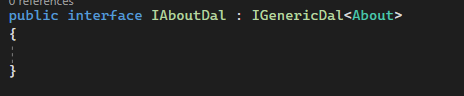 0 references
public interface IAboutDal : IGenericDal<About>
{
}